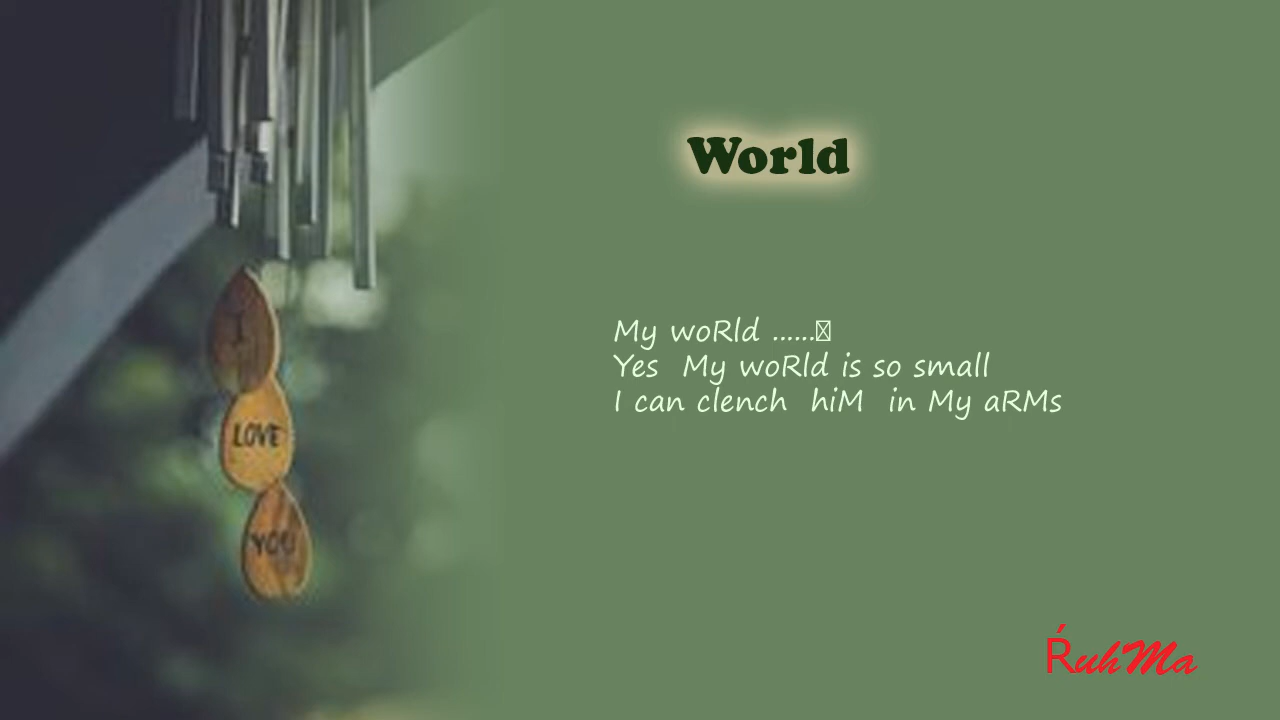 World
My woRld ......
Yes My woRld is so small
I can clench hiM in My aRMs
I
LOVE
YOU
ŔuhMa